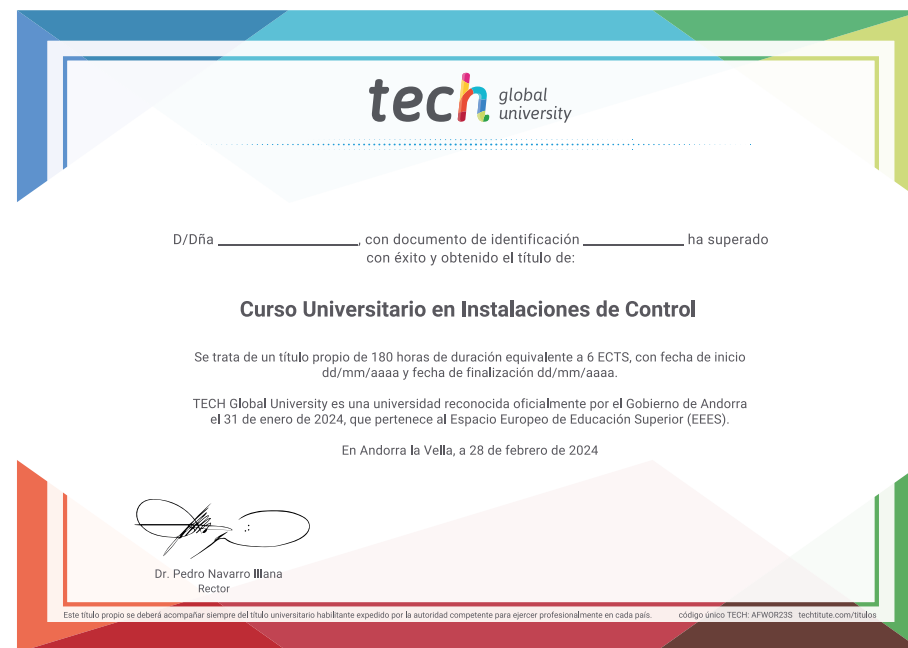 tech global university
D/Dña ________________, con documento de identificación ____________ ha superado
con éxito y obtenido el título de:
Curso Universitario en Instalaciones de Control
Se trata de un título propio de 180 horas de duración equivalente a 6 ECTS, con fecha de inicio
dd/mm/aaaa y fecha de finalización dd/mm/aaaa.
TECH Global University es una universidad reconocida oficialmente por el Gobierno de Andorra
el 31 de enero de 2024, que pertenece al Espacio Europeo de Educación Superior (EEES).
En Andorra la Vella, a 28 de febrero de 2024
Dr. Pedro Navarro Illana
Rector
Este título propio se deberá acompañar siempre del título universitario habilitante expedido por la autoridad competente para ejercer profesionalmente en cada país. código único TECH: AFWOR23S techtitute.com/titulos